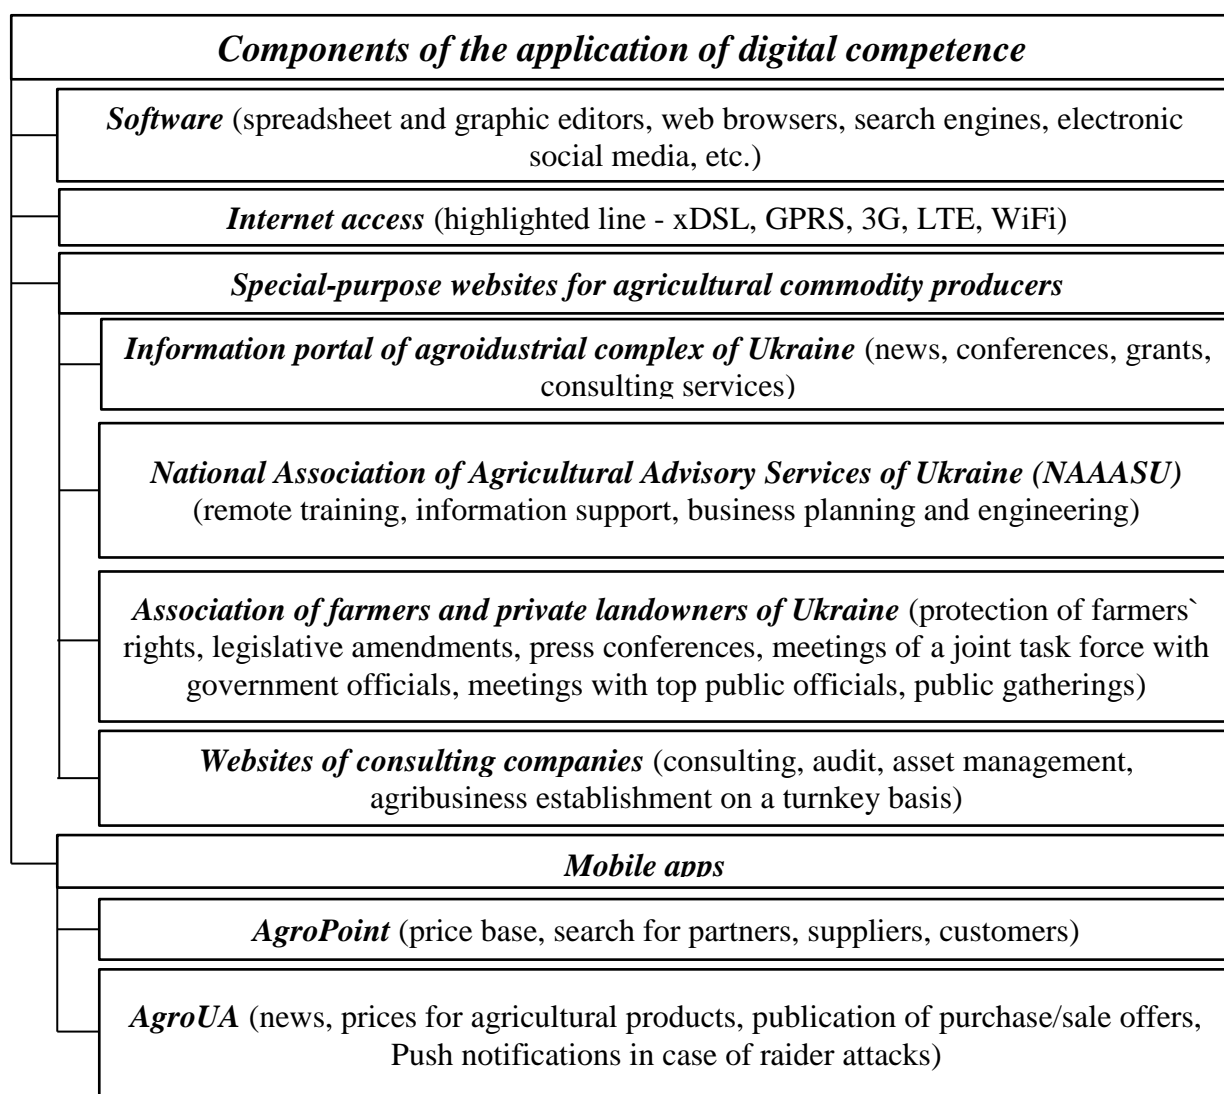 Components of the application of digital competence
Software (spreadsheet and graphic editors, web browsers, search engines, electronic
social media, etc.)
Internet access (highlighted line - xDSL, GPRS, 3G, LTE, WiFi)
Special-purpose websites for agricultural commodity producers
Information portal of agroidustrial complex of Ukraine (news, conferences, grants,
consulting services)
National Association of Agricultural Advisory Services of Ukraine (NAAASU)
(remote training, information support, business planning and engineering)
Association of farmers and private landowners of Ukraine (protection of farmers`
rights, legislative amendments, press conferences, meetings of a joint task force with
government officials, meetings with top public officials, public gatherings)
Websites of consulting companies (consulting, audit, asset management,
agribusiness establishment on a turnkey basis)
Mobile apps
AgroPoint (price base, search for partners, suppliers, customers)
AgroUA (news, prices for agricultural products, publication of purchase/sale offers,
Push notifications in case of raider attacks)